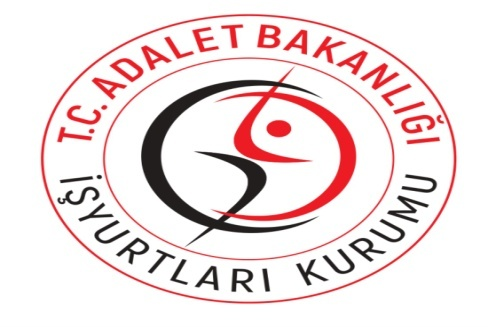 T.C. ADALET BAKANLIĞI
İŞYURTLARI KURUMU